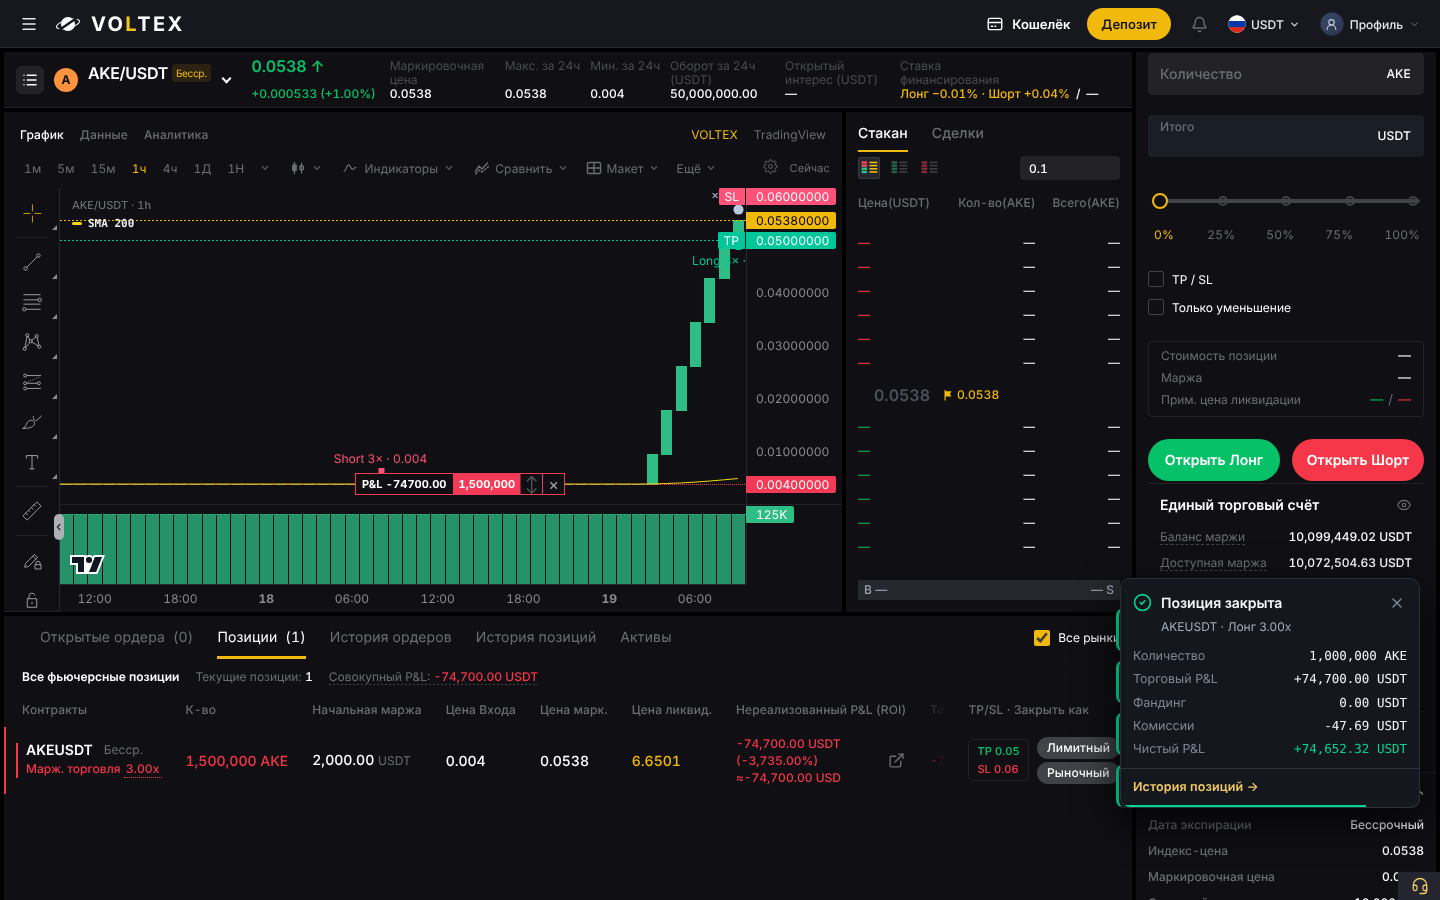 VOLTEX
Кошелёк
Депозит
USDT
Профиль
A
AKE/USDT
Бесср.
0.0538 ↑
+0.000533 (+1.00%)
Маркировочная цена
0.0538
Макс. за 24ч
0.0538
Мин. за 24ч
0.004
Оборот за 24ч (USDT)
50,000,000.00
Открытый интерес (USDT)
—
Ставка финансирования
Лонг −0.01% · Шорт +0.04% / —
График Данные Аналитика
VOLTEX TradingView
1м 5м 15м 1ч 4ч 1Д 1Н
Индикаторы Сравнить Макет Ещё Сейчас
AKE/USDT · 1h
SMA 200
× SL 0.06000000
0.05380000
TP 0.05000000
0.04000000
0.03000000
0.02000000
0.01000000
Short 3× · 0.004
P&L -74700.00 1,500,000 ×
0.00400000
125K
12:00 18:00 18 06:00 12:00 18:00 19 06:00
Стакан Сделки
0.1
Цена(USDT) Кол-во(AKE) Всего(AKE)
— — —
— — —
— — —
— — —
— — —
— — —
0.0538 0.0538
— — —
— — —
— — —
— — —
— — —
— — —
B — — S
Количество AKE
Итого USDT
0% 25% 50% 75% 100%
TP / SL
Только уменьшение
Стоимость позиции —
Маржа —
Прим. цена ликвидации — / —
Открыть Лонг Открыть Шорт
Единый торговый счёт
Баланс маржи 10,099,449.02 USDT
Доступная маржа 10,072,504.63 USDT
Открытые ордера (0) Позиции (1) История ордеров История позиций Активы
Все рынки
Все фьючерсные позиции Текущие позиции: 1 Совокупный P&L: -74,700.00 USDT
Контракты К-во Начальная маржа Цена Входа Цена марк. Цена ликвид. Нереализованный P&L (ROI) TP/SL · Закрыть как
AKEUSDT Бесср.
Марж. торговля 3.00x
1,500,000 AKE
2,000.00 USDT
0.004
0.0538
6.6501
-74,700.00 USDT
(-3,735.00%)
≈-74,700.00 USD
TP 0.05
SL 0.06
Лимитный
Рыночный
Позиция закрыта
AKEUSDT · Лонг 3.00x
Количество 1,000,000 AKE
Торговый P&L +74,700.00 USDT
Фандинг 0.00 USDT
Комиссии -47.69 USDT
Чистый P&L +74,652.32 USDT
История позиций →
Дата экспирации Бессрочный
Индекс-цена 0.0538
Маркировочная цена